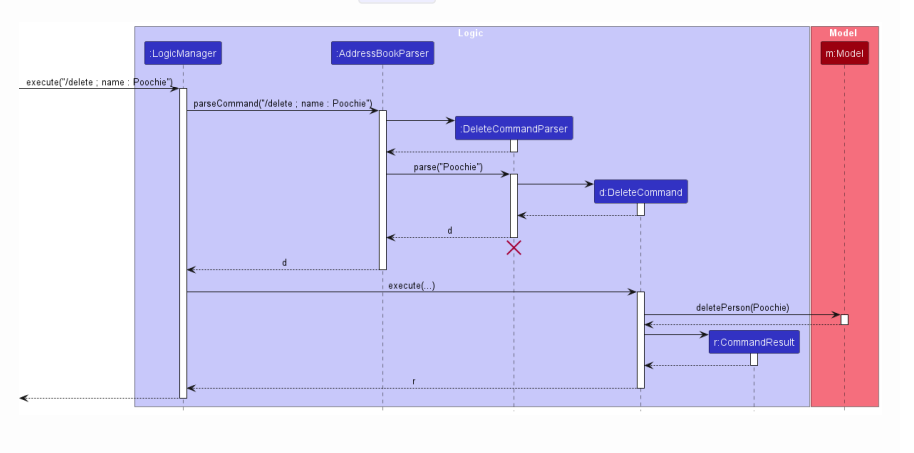 Logic
Model
:LogicManager
:AddressBookParser
m:Model
execute("/delete ; name : Poochie")
parseCommand("/delete ; name : Poochie")
:DeleteCommandParser
parse("Poochie")
d:DeleteCommand
d
d
execute(...)
deletePerson(Poochie)
r:CommandResult
r